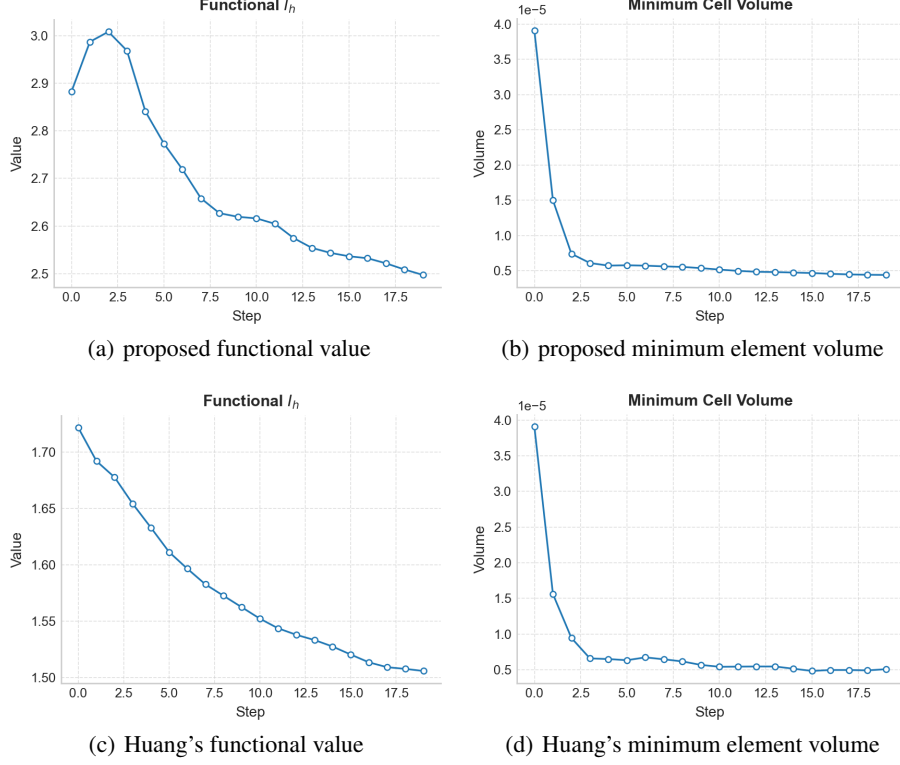 Functional Iₕ
3.0
2.9
2.8
2.7
2.6
2.5
Value
0.0 2.5 5.0 7.5 10.0 12.5 15.0 17.5
Step
(a) proposed functional value
Minimum Cell Volume
1e−5
4.0
3.5
3.0
2.5
2.0
1.5
1.0
0.5
Volume
0.0 2.5 5.0 7.5 10.0 12.5 15.0 17.5
Step
(b) proposed minimum element volume
Functional Iₕ
1.70
1.65
1.60
1.55
1.50
Value
0.0 2.5 5.0 7.5 10.0 12.5 15.0 17.5
Step
(c) Huang's functional value
Minimum Cell Volume
1e−5
4.0
3.5
3.0
2.5
2.0
1.5
1.0
0.5
Volume
0.0 2.5 5.0 7.5 10.0 12.5 15.0 17.5
Step
(d) Huang's minimum element volume